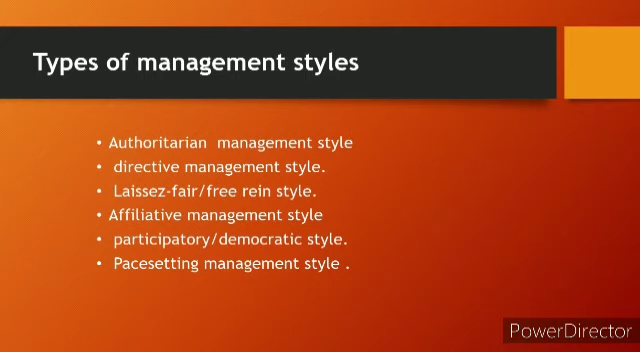 Types of management styles
• Authoritarian  management style
• directive management style.
• Laissez-fair/free rein style.
• Affiliative management style
• participatory/democratic style.
• Pacesetting management style .
PowerDirector